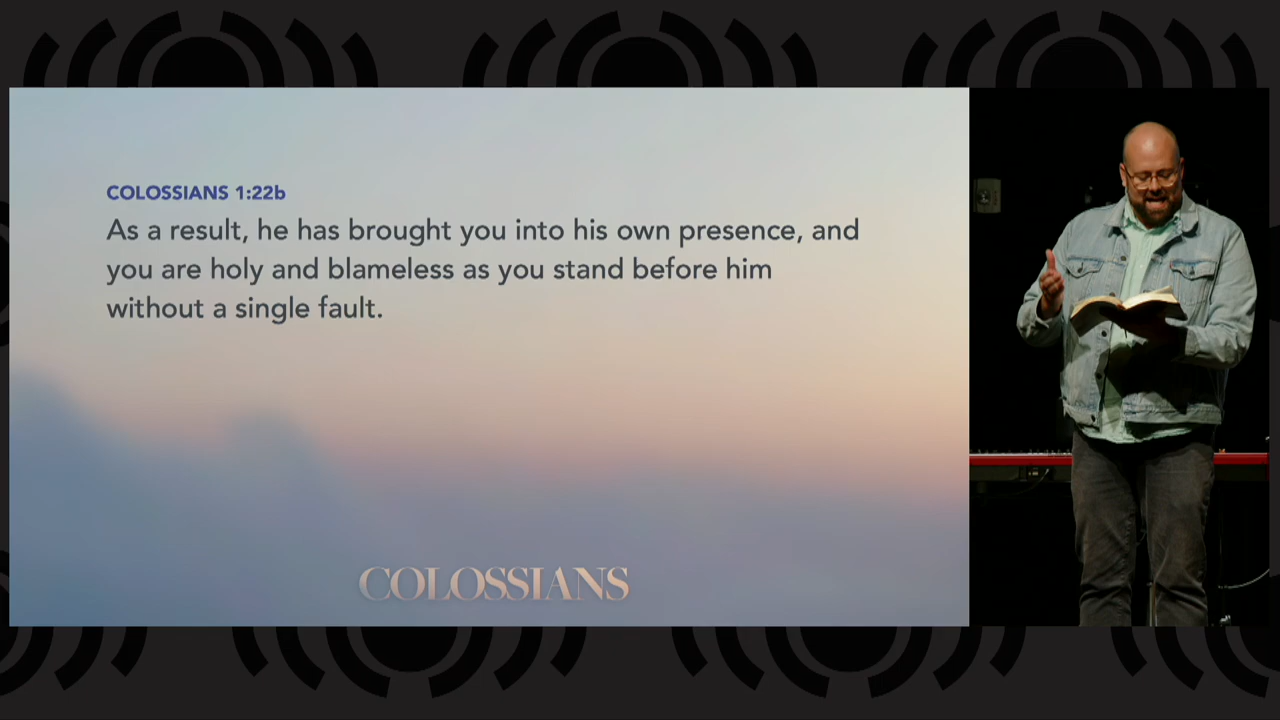 COLOSSIANS 1:22b
As a result, he has brought you into his own presence, and
you are holy and blameless as you stand before him
without a single fault.
COLOSSIANS